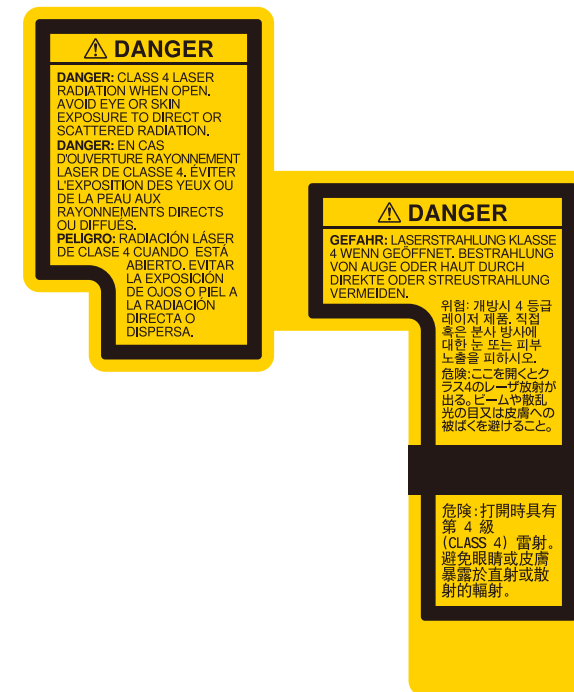 ⚠ DANGER
DANGER: CLASS 4 LASER
RADIATION WHEN OPEN.
AVOID EYE OR SKIN
EXPOSURE TO DIRECT OR
SCATTERED RADIATION.
DANGER: EN CAS
D'OUVERTURE RAYONNEMENT
LASER DE CLASSE 4. ÉVITER
L'EXPOSITION DES YEUX OU
DE LA PEAU AUX
RAYONNEMENTS DIRECTS
OU DIFFUÉS.
PELÍGRO: RADIACIÓN LÁSER
DE CLASE 4 CUANDO ESTÁ
ABIERTO. EVITAR
LA EXPOSICIÓN
DE OJOS O PIEL A
LA RADIACIÓN
DIRECTA O
DISPERSA.
⚠ DANGER
GEFAHR: LASERSTRAHLUNG KLASSE
4 WENN GEÖFFNET. BESTRAHLUNG
VON AUGE ODER HAUT DURCH
DIREKTE ODER STREUSTRAHLUNG
VERMEIDEN.
위험: 개방시 4 등급
레이저 제품. 직접
혹은 분사 방사에
대한 눈 또는 피부
노출을 피하시오.
危険:ここを開くとク
ラス4のレーザ放射が
出る。ビームや散乱
光の目又は皮膚への
被ばくを避けること。
危険:打開時具有
第 4 級
(CLASS 4) 雷射。
避免眼睛或皮膚
暴露於直射或散
射的輻射。